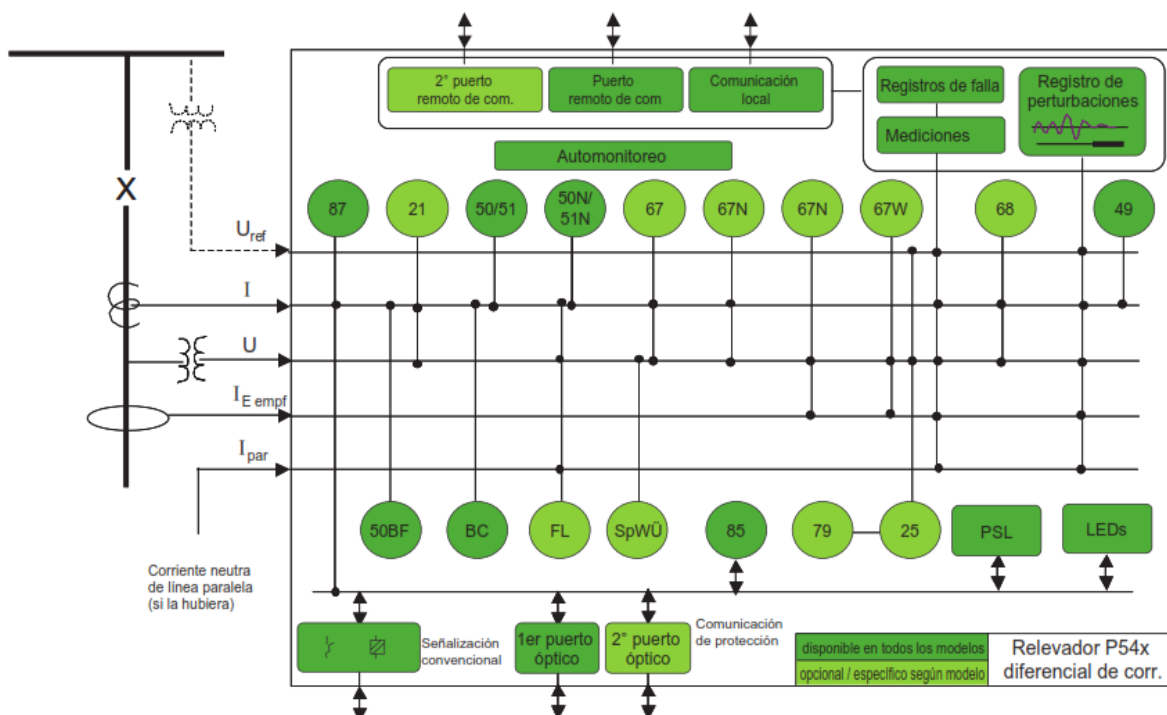 2° puerto
remoto de com.
Puerto
remoto de com
Comunicación
local
Registros de falla
Mediciones
Registro de
perturbaciones
Automonitoreo
X
87
21
50/51
50N/
51N
67
67N
67N
67W
68
49
U ref
I
U
I E empf
I par
50BF
BC
FL
SpWÜ
85
79
25
PSL
LEDs
Corriente neutra
de línea paralela
(si la hubiera)
Señalización
convencional
1er puerto
óptico
2° puerto
óptico
Comunicación
de protección
disponible en todos los modelos
opcional / específico según modelo
Relevador P54x
diferencial de corr.